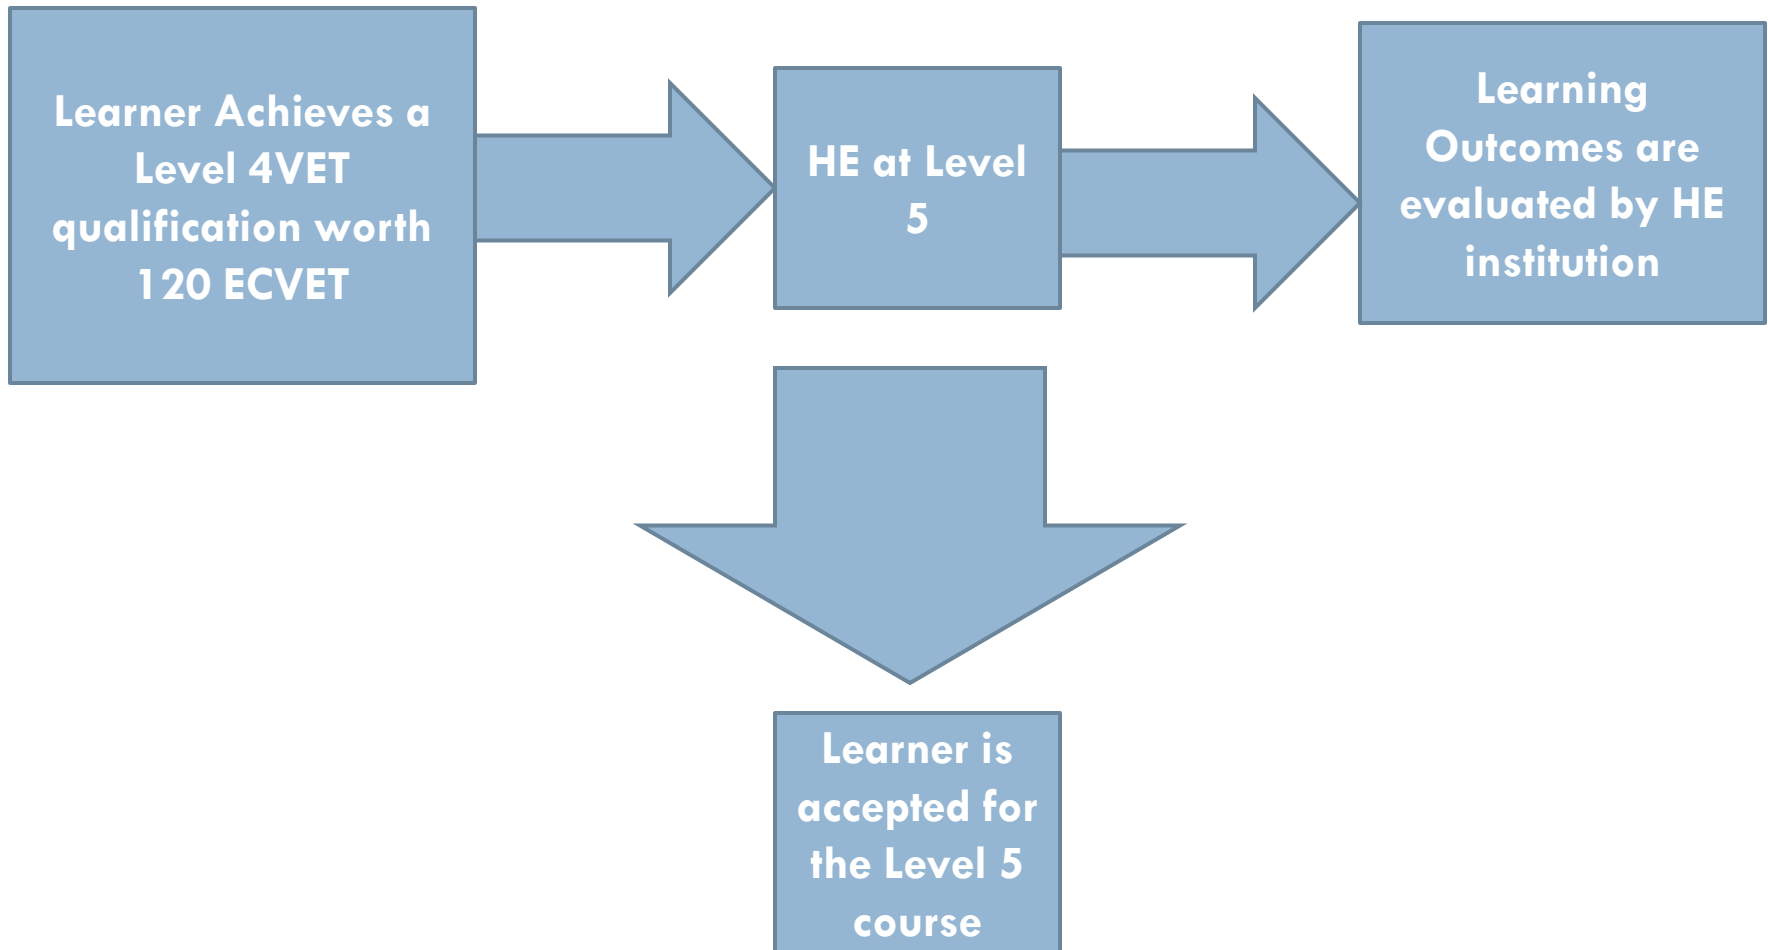 Learner Achieves a
Level 4VET
qualification worth
120 ECVET
HE at Level
5
Learning
Outcomes are
evaluated by HE
institution
Learner is
accepted for
the Level 5
course